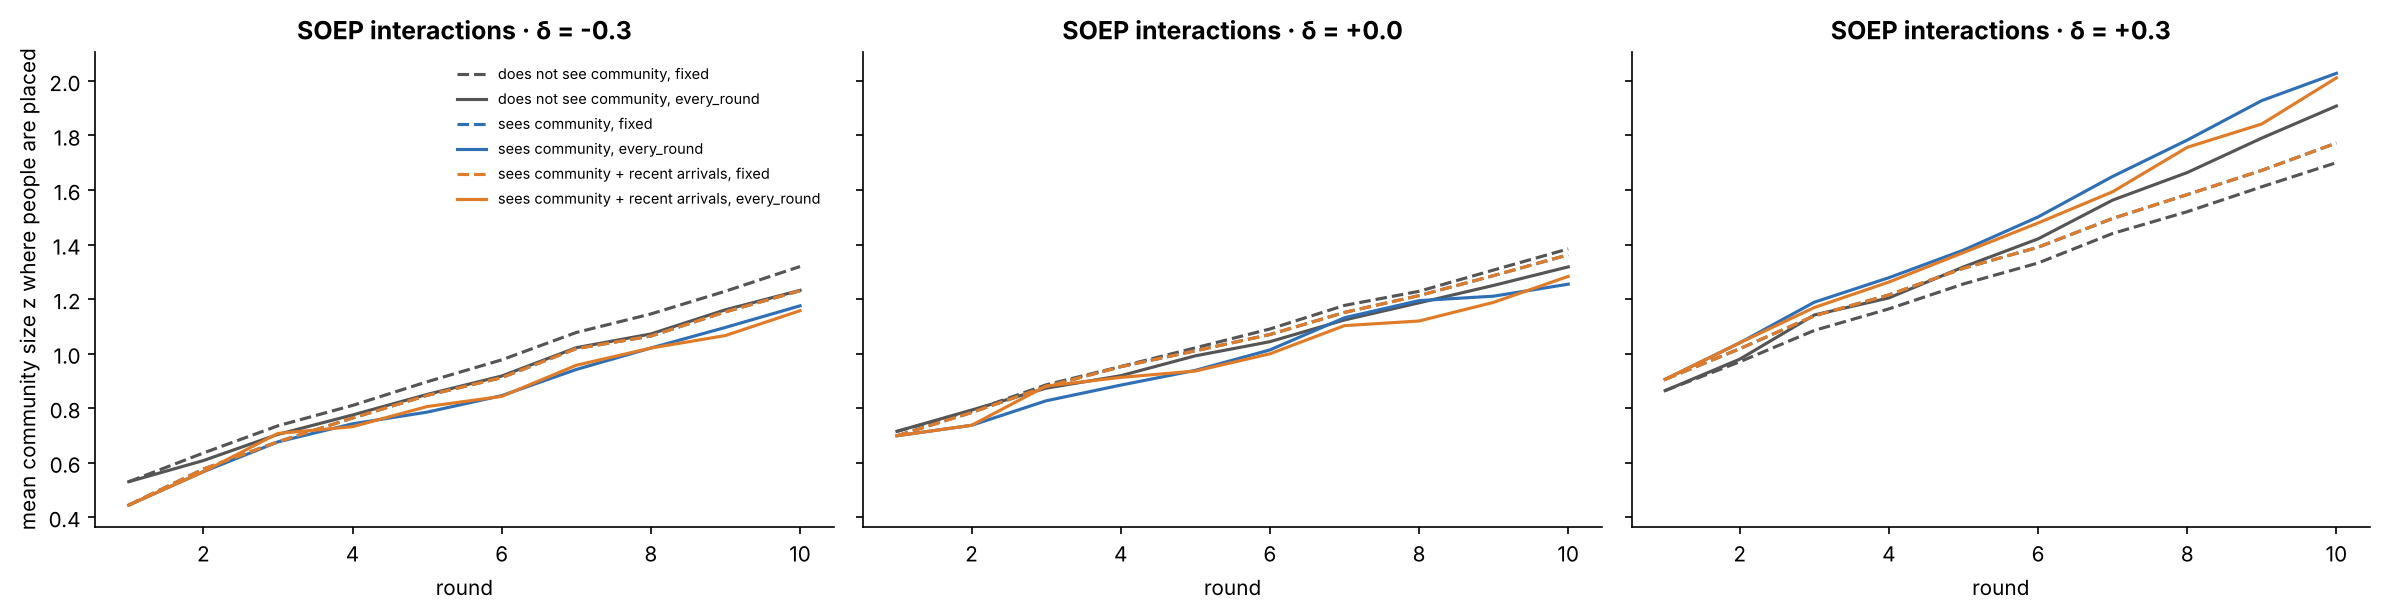 SOEP interactions · δ = -0.3
SOEP interactions · δ = +0.0
SOEP interactions · δ = +0.3
mean community size z where people are placed
2.0
1.8
1.6
1.4
1.2
1.0
0.8
0.6
0.4
does not see community, fixed
does not see community, every_round
sees community, fixed
sees community, every_round
sees community + recent arrivals, fixed
sees community + recent arrivals, every_round
2 4 6 8 10
2 4 6 8 10
2 4 6 8 10
round
round
round